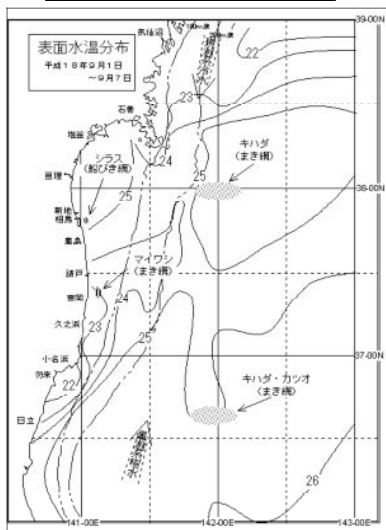 表面水温分布
平成18年9月1日
～9月7日
気仙沼
39-00N
22
23
石巻
塩釜
24
キハダ
(まき網)
シラス
(船びき網)
25
亘理
25
38-00N
新地
相馬
鹿島
マイワシ
(まき網)
請戸
富岡
24
久之浜
23
25
37-00N
小名浜
勿来
22
キハダ・カツオ
(まき網)
日立
26
141-00E
142-00E
143-00E